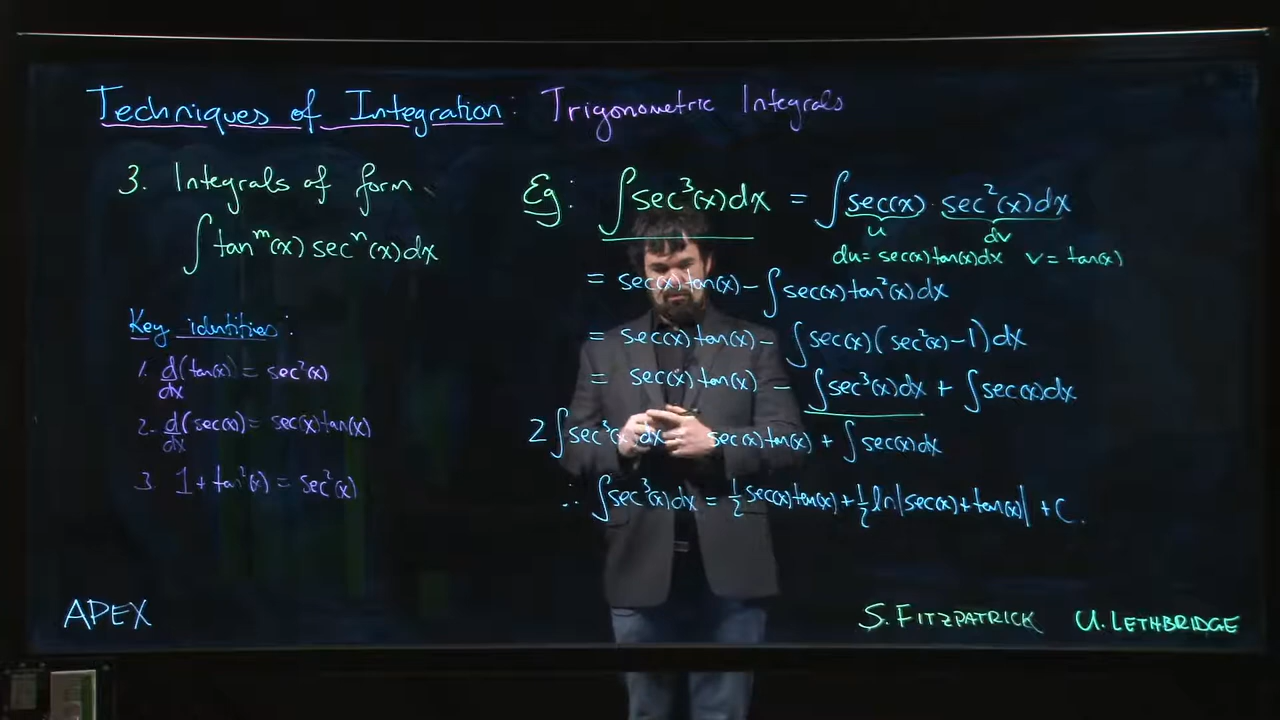 Techniques of Integration: Trigonometric Integrals
3. Integrals of form
∫tanᵐ(x) secⁿ(x)dx
Key identities:
1. d/dx (tan(x)) = sec²(x)
2. d/dx (sec(x)) = sec(x)tan(x)
3. 1 + tan²(x) = sec²(x)
Eg: ∫sec³(x)dx = ∫sec(x) · sec²(x)dx
u dv
du = sec(x)tan(x)dx v = tan(x)
= sec(x)tan(x) − ∫sec(x)tan²(x)dx
= sec(x)tan(x) − ∫sec(x)(sec²(x)−1)dx
= sec(x)tan(x) − ∫sec³(x)dx + ∫sec(x)dx
2∫sec³(x)dx sec(x)tan(x) + ∫sec(x)dx
∴ ∫sec³(x)dx = ½sec(x)tan(x) + ½ln|sec(x)+tan(x)| + C.
APEX
S. FITZPATRICK U. LETHBRIDGE